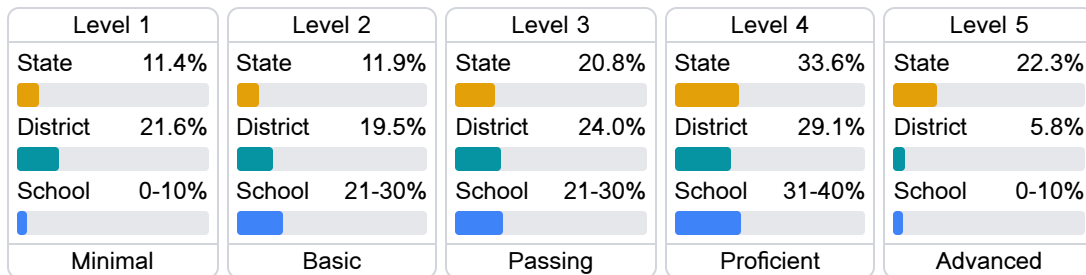 Level 1
State 11.4%
District 21.6%
School 0-10%
Minimal
Level 2
State 11.9%
District 19.5%
School 21-30%
Basic
Level 3
State 20.8%
District 24.0%
School 21-30%
Passing
Level 4
State 33.6%
District 29.1%
School 31-40%
Proficient
Level 5
State 22.3%
District 5.8%
School 0-10%
Advanced